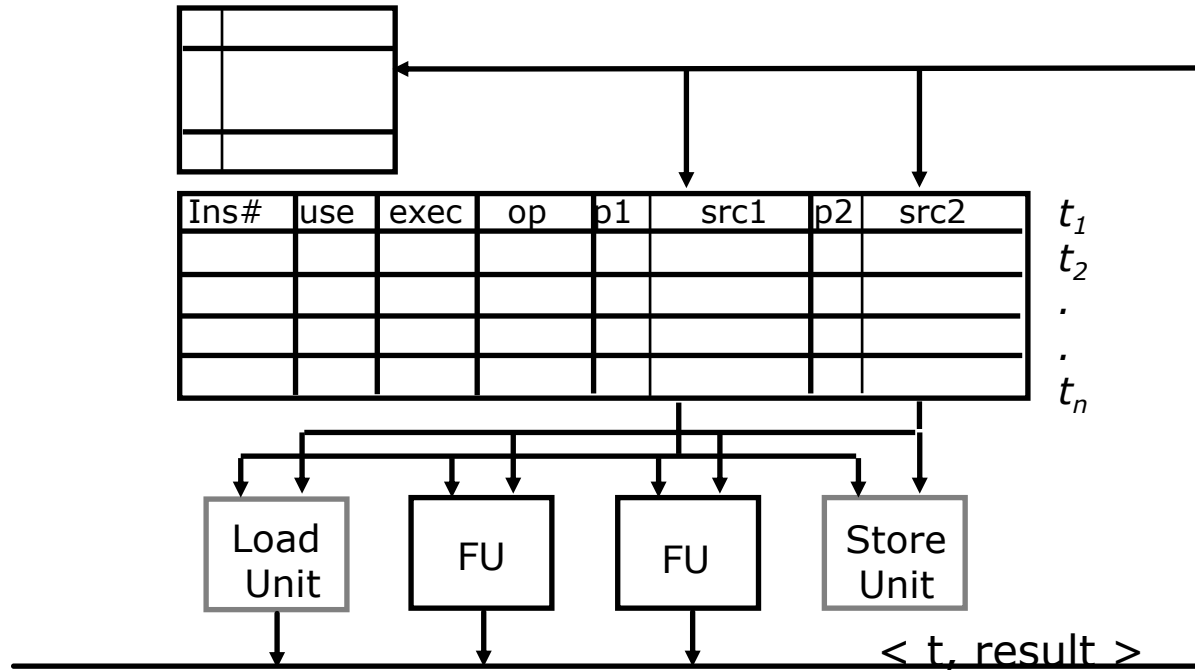 Ins# use exec op p1 src1 p2 src2 t1
t2
.
.
tn
Load Unit
FU
FU
Store Unit
< t, result >